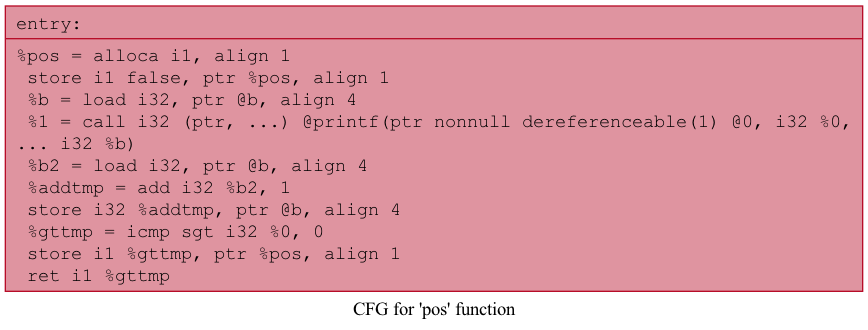 entry:
%pos = alloca i1, align 1
store i1 false, ptr %pos, align 1
%b = load i32, ptr @b, align 4
%1 = call i32 (ptr, ...) @printf(ptr nonnull dereferenceable(1) @0, i32 %0,
... i32 %b)
%b2 = load i32, ptr @b, align 4
%addtmp = add i32 %b2, 1
store i32 %addtmp, ptr @b, align 4
%gttmp = icmp sgt i32 %0, 0
store i1 %gttmp, ptr %pos, align 1
ret i1 %gttmp
CFG for 'pos' function